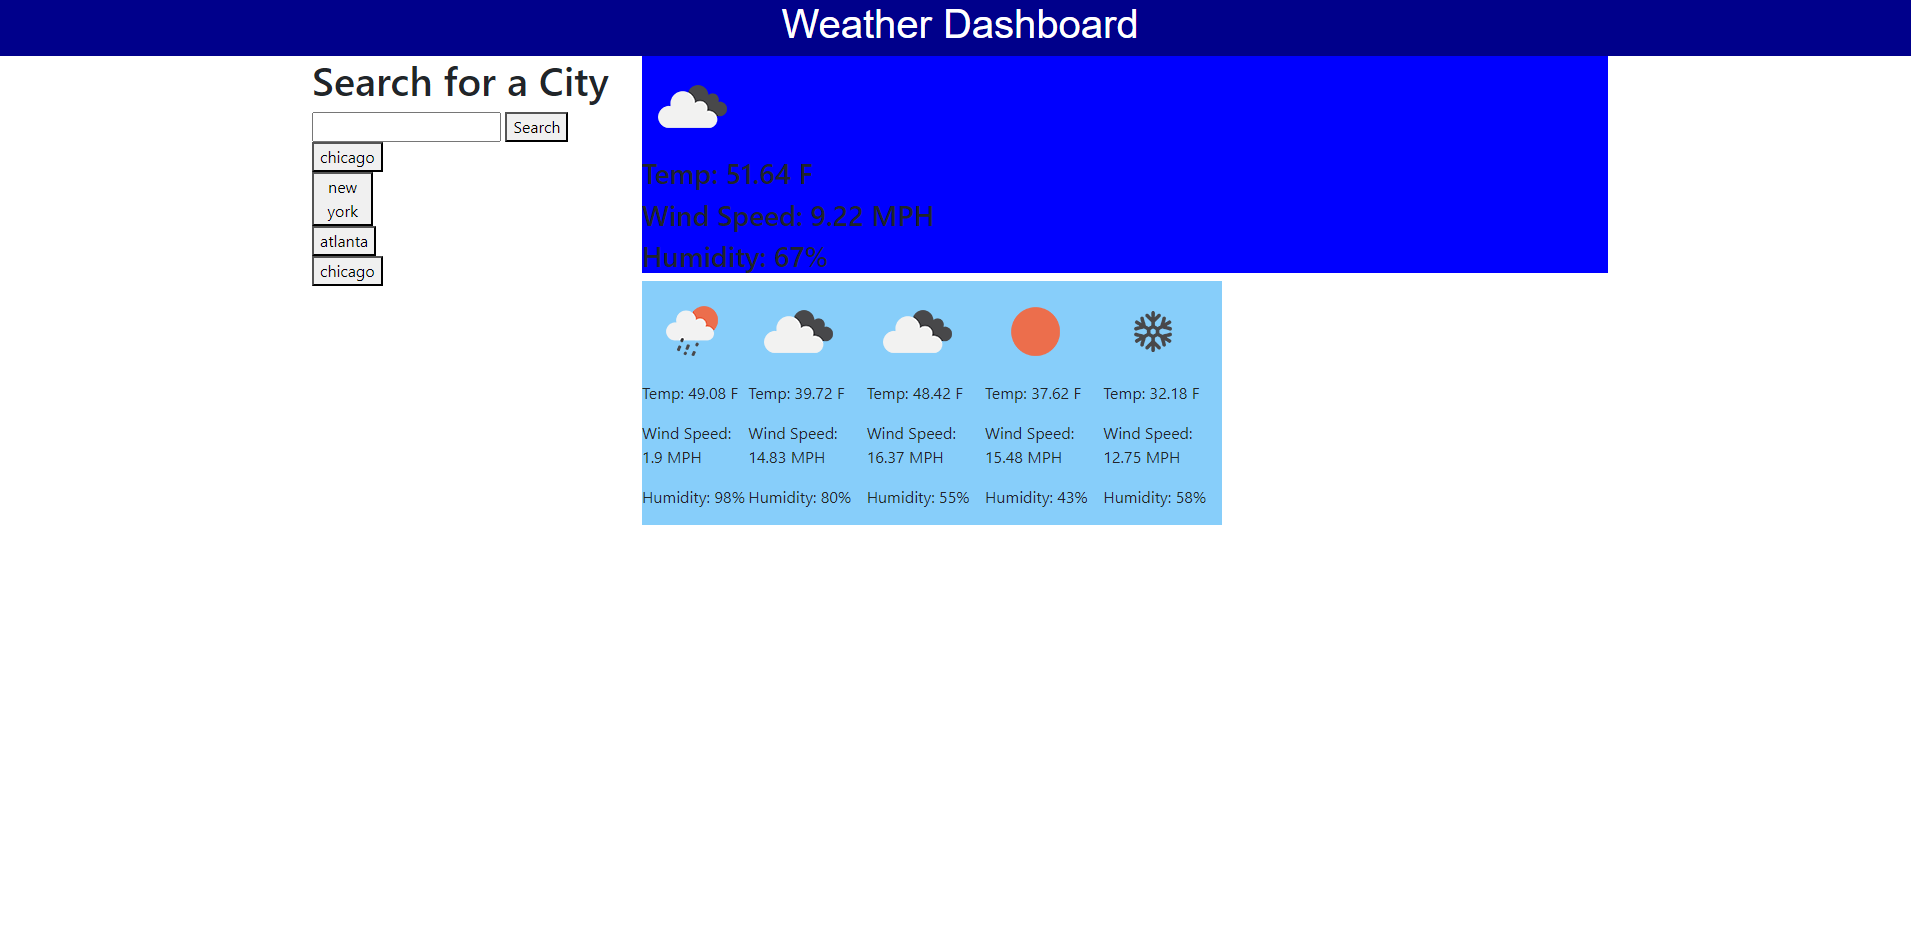 Weather Dashboard
Search for a City
Search
chicago
new
york
atlanta
chicago
Temp: 51.64 F
Wind Speed: 9.22 MPH
Humidity: 67%
Temp: 49.08 F
Wind Speed:
1.9 MPH
Humidity: 98%
Temp: 39.72 F
Wind Speed:
14.83 MPH
Humidity: 80%
Temp: 48.42 F
Wind Speed:
16.37 MPH
Humidity: 55%
Temp: 37.62 F
Wind Speed:
15.48 MPH
Humidity: 43%
Temp: 32.18 F
Wind Speed:
12.75 MPH
Humidity: 58%